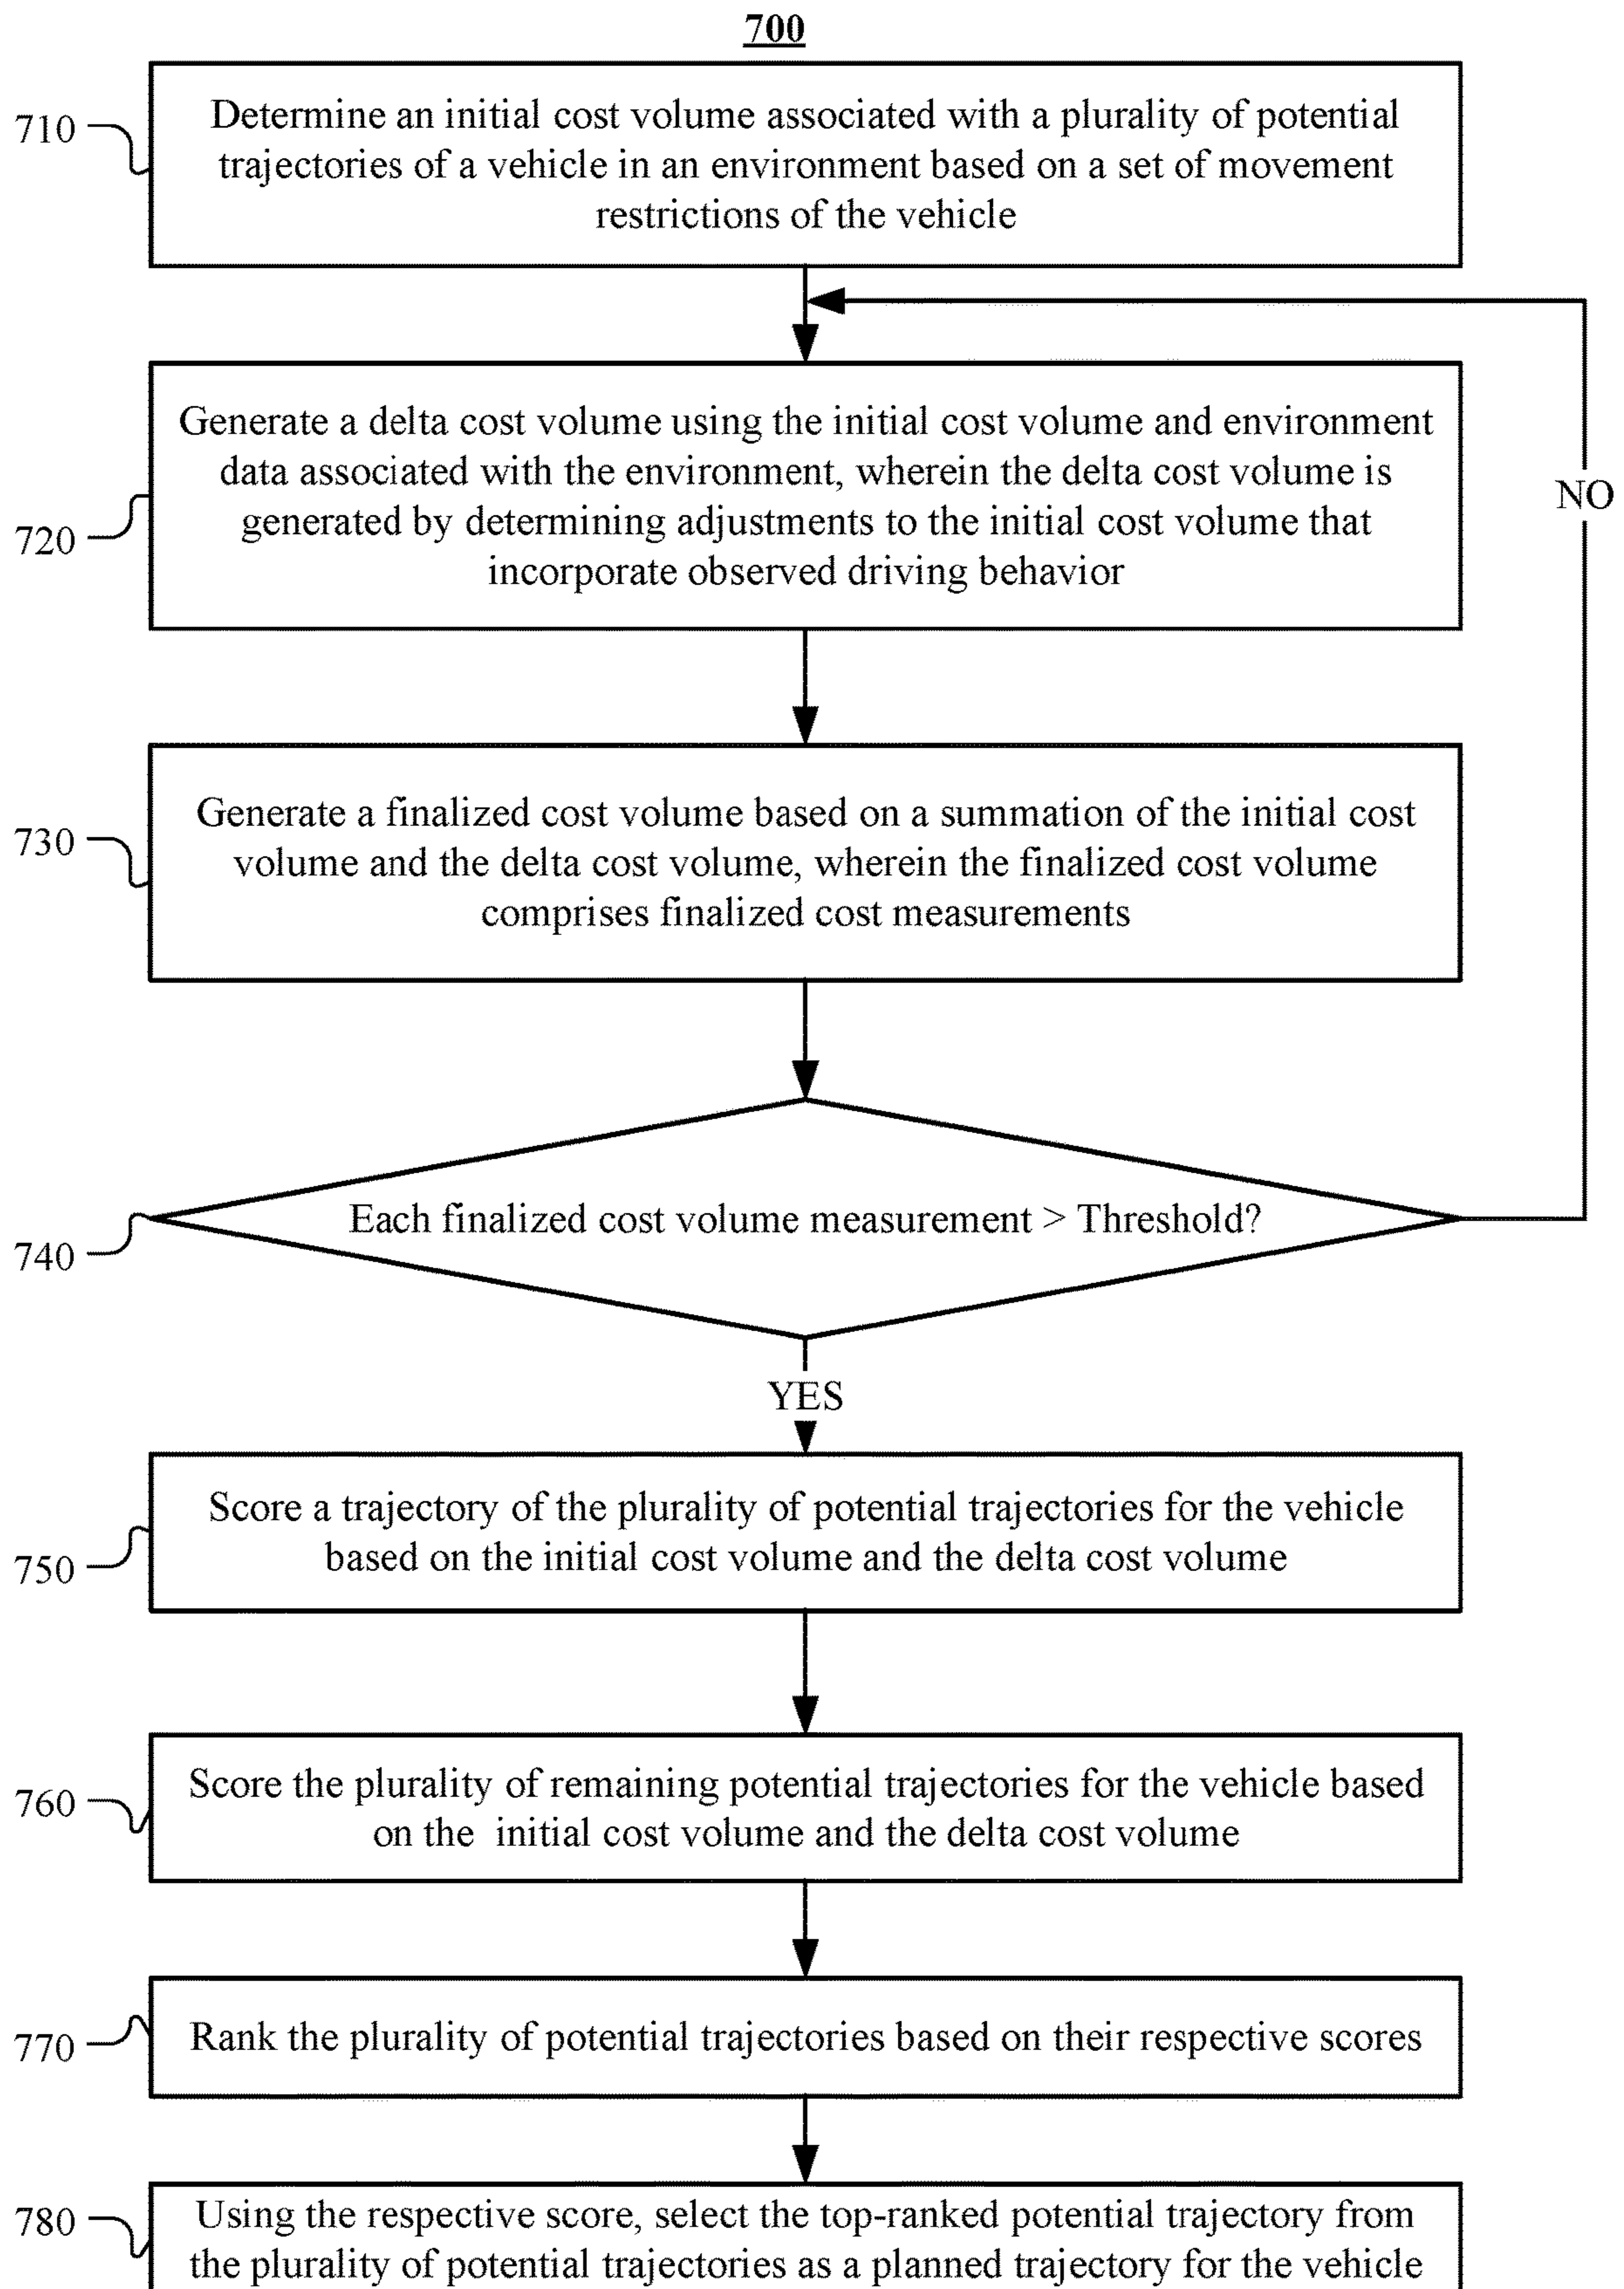 700
710
Determine an initial cost volume associated with a plurality of potential
trajectories of a vehicle in an environment based on a set of movement
restrictions of the vehicle
720
Generate a delta cost volume using the initial cost volume and environment
data associated with the environment, wherein the delta cost volume is
generated by determining adjustments to the initial cost volume that
incorporate observed driving behavior
NO
730
Generate a finalized cost volume based on a summation of the initial cost
volume and the delta cost volume, wherein the finalized cost volume
comprises finalized cost measurements
740
Each finalized cost volume measurement > Threshold?
YES
750
Score a trajectory of the plurality of potential trajectories for the vehicle
based on the initial cost volume and the delta cost volume
760
Score the plurality of remaining potential trajectories for the vehicle based
on the initial cost volume and the delta cost volume
770
Rank the plurality of potential trajectories based on their respective scores
780
Using the respective score, select the top-ranked potential trajectory from
the plurality of potential trajectories as a planned trajectory for the vehicle